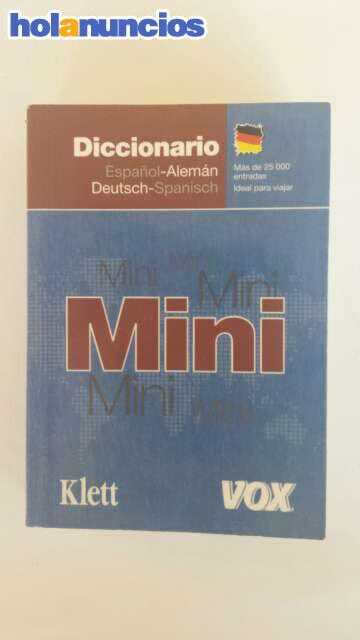 holanuncios
Diccionario
Español-Alemán
Deutsch-Spanisch
Más de 25 000
entradas
Ideal para viajar
Mini
Mini
Mini
Mini
Mini
Mini
Klett
VOX